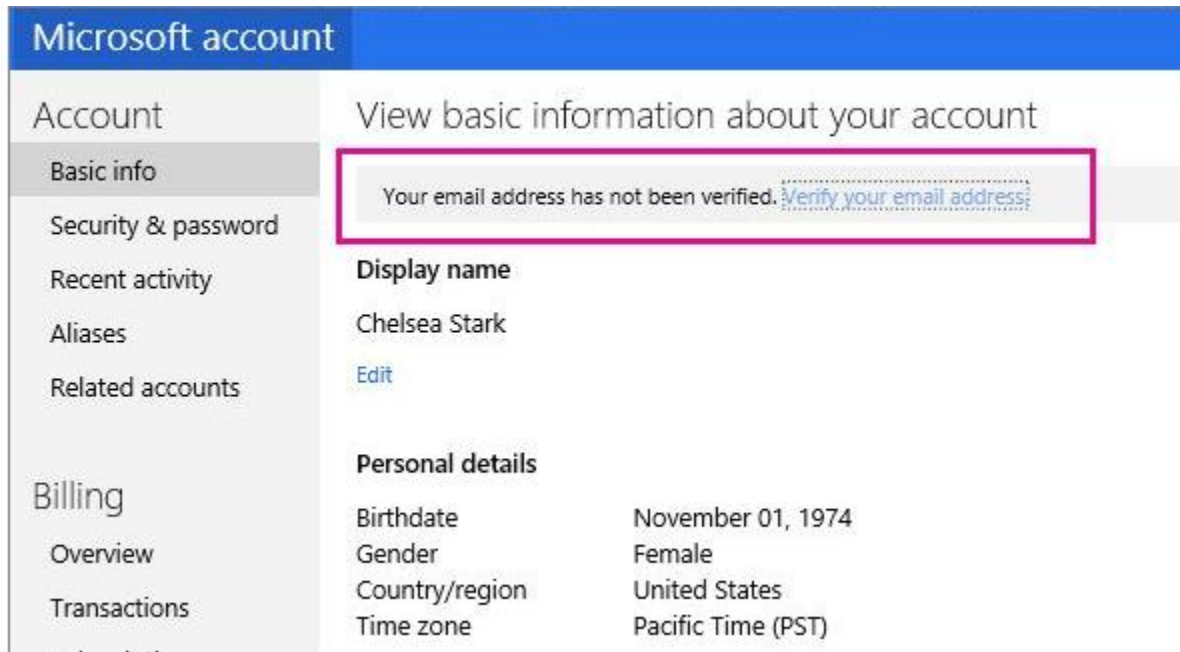 Microsoft account
Account
Basic info
Security & password
Recent activity
Aliases
Related accounts
Billing
Overview
Transactions
View basic information about your account
Your email address has not been verified. Verify your email address.
Display name
Chelsea Stark
Edit
Personal details
Birthdate November 01, 1974
Gender Female
Country/region United States
Time zone Pacific Time (PST)